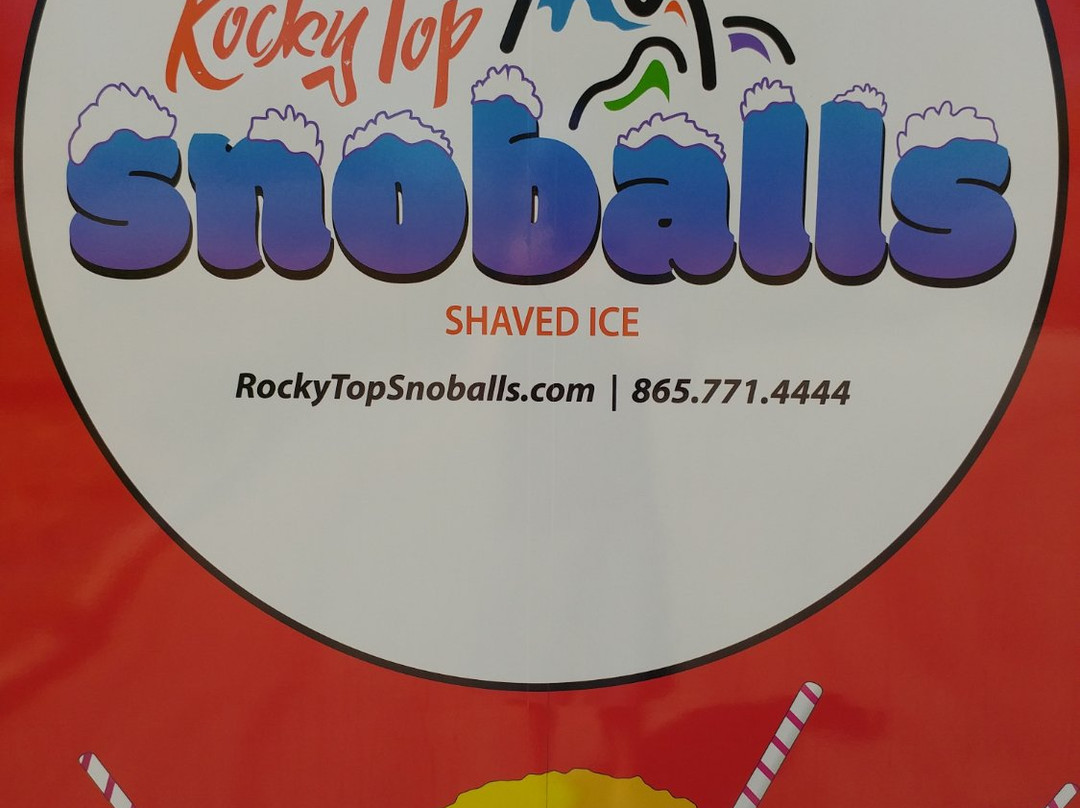 Rocky Top
snoballs
SHAVED ICE
RockyTopSnoballs.com | 865.771.4444